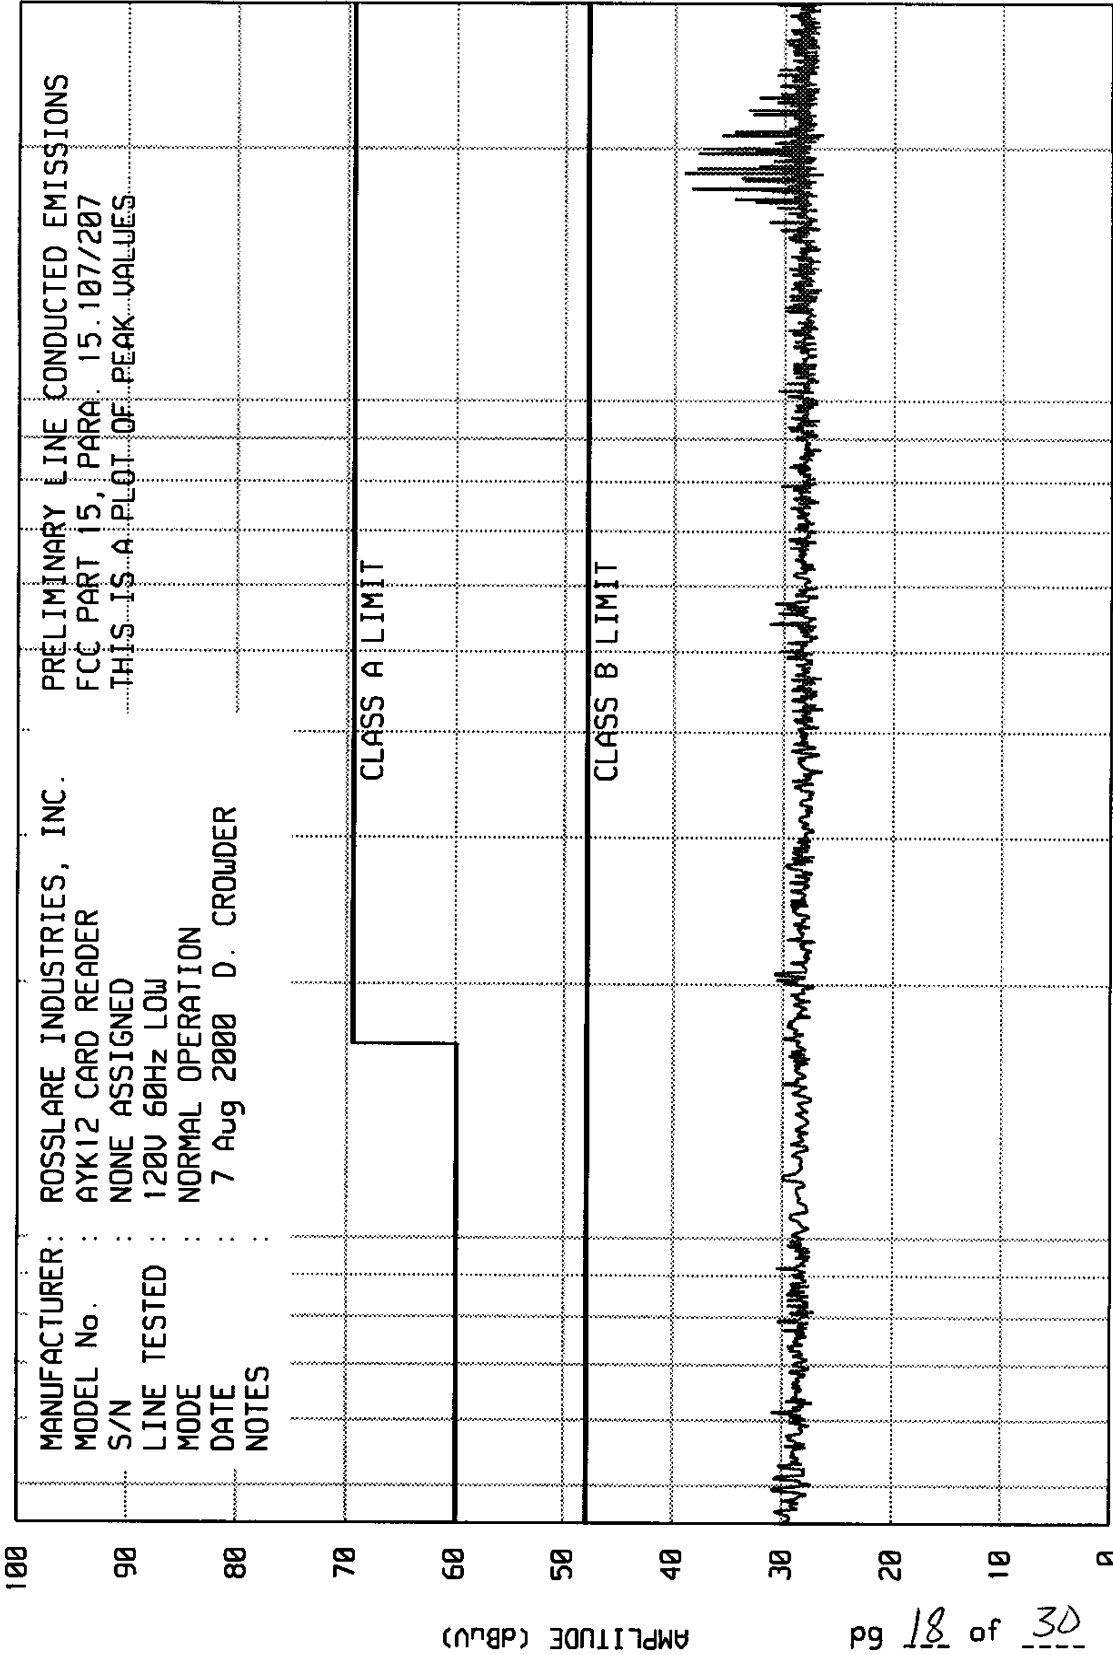 MANUFACTURER: ROSSLARE INDUSTRIES, INC.
MODEL No. : AYK12 CARD READER
S/N : NONE ASSIGNED
LINE TESTED : 120V 60Hz LOW
MODE : NORMAL OPERATION
DATE : 7 Aug 2000 D. CROWDER
NOTES :
PRELIMINARY LINE CONDUCTED EMISSIONS
FCC PART 15, PARA. 15.107/207
THIS IS A PLOT OF PEAK VALUES
CLASS A LIMIT
CLASS B LIMIT
AMPLITUDE (dBuV)
100
90
80
70
60
50
40
30
20
10
0
pg 18 of 30